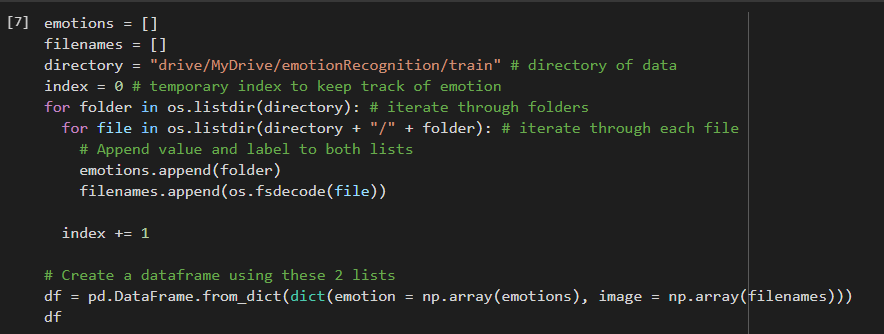 [7] emotions = []
filenames = []
directory = "drive/MyDrive/emotionRecognition/train" # directory of data
index = 0 # temporary index to keep track of emotion
for folder in os.listdir(directory): # iterate through folders
  for file in os.listdir(directory + "/" + folder): # iterate through each file
    # Append value and label to both lists
    emotions.append(folder)
    filenames.append(os.fsdecode(file))
  index += 1
# Create a dataframe using these 2 lists
df = pd.DataFrame.from_dict(dict(emotion = np.array(emotions), image = np.array(filenames)))
df